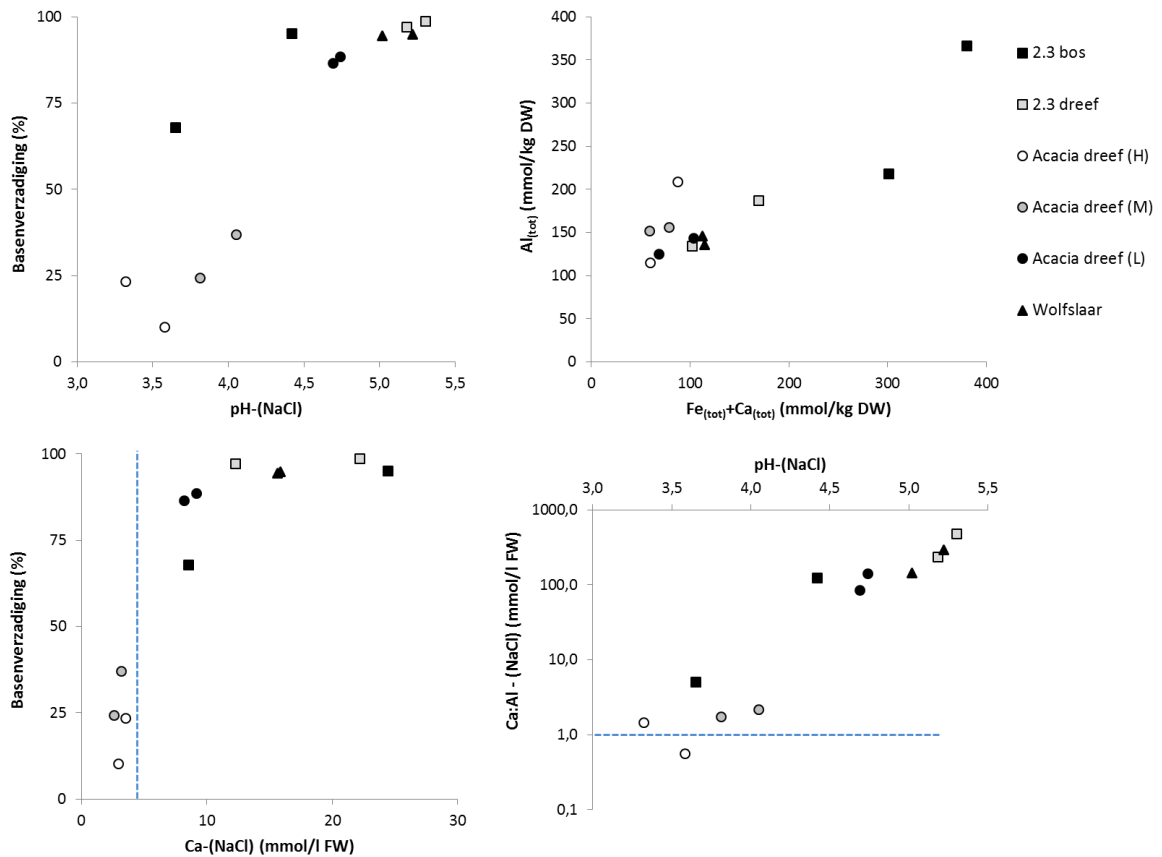 100
75
50
25
0
Basenverzadiging (%)
3,0 3,5 4,0 4,5 5,0 5,5
pH-(NaCl)
400
350
300
250
200
150
100
50
0
Al(tot) (mmol/kg DW)
0 100 200 300 400
Fe(tot)+Ca(tot) (mmol/kg DW)
2.3 bos
2.3 dreef
Acacia dreef (H)
Acacia dreef (M)
Acacia dreef (L)
Wolfslaar
100
75
50
25
0
Basenverzadiging (%)
0 10 20 30
Ca-(NaCl) (mmol/l FW)
pH-(NaCl)
3,0 3,5 4,0 4,5 5,0 5,5
1000,0
100,0
10,0
1,0
0,1
Ca:Al - (NaCl) (mmol/l FW)